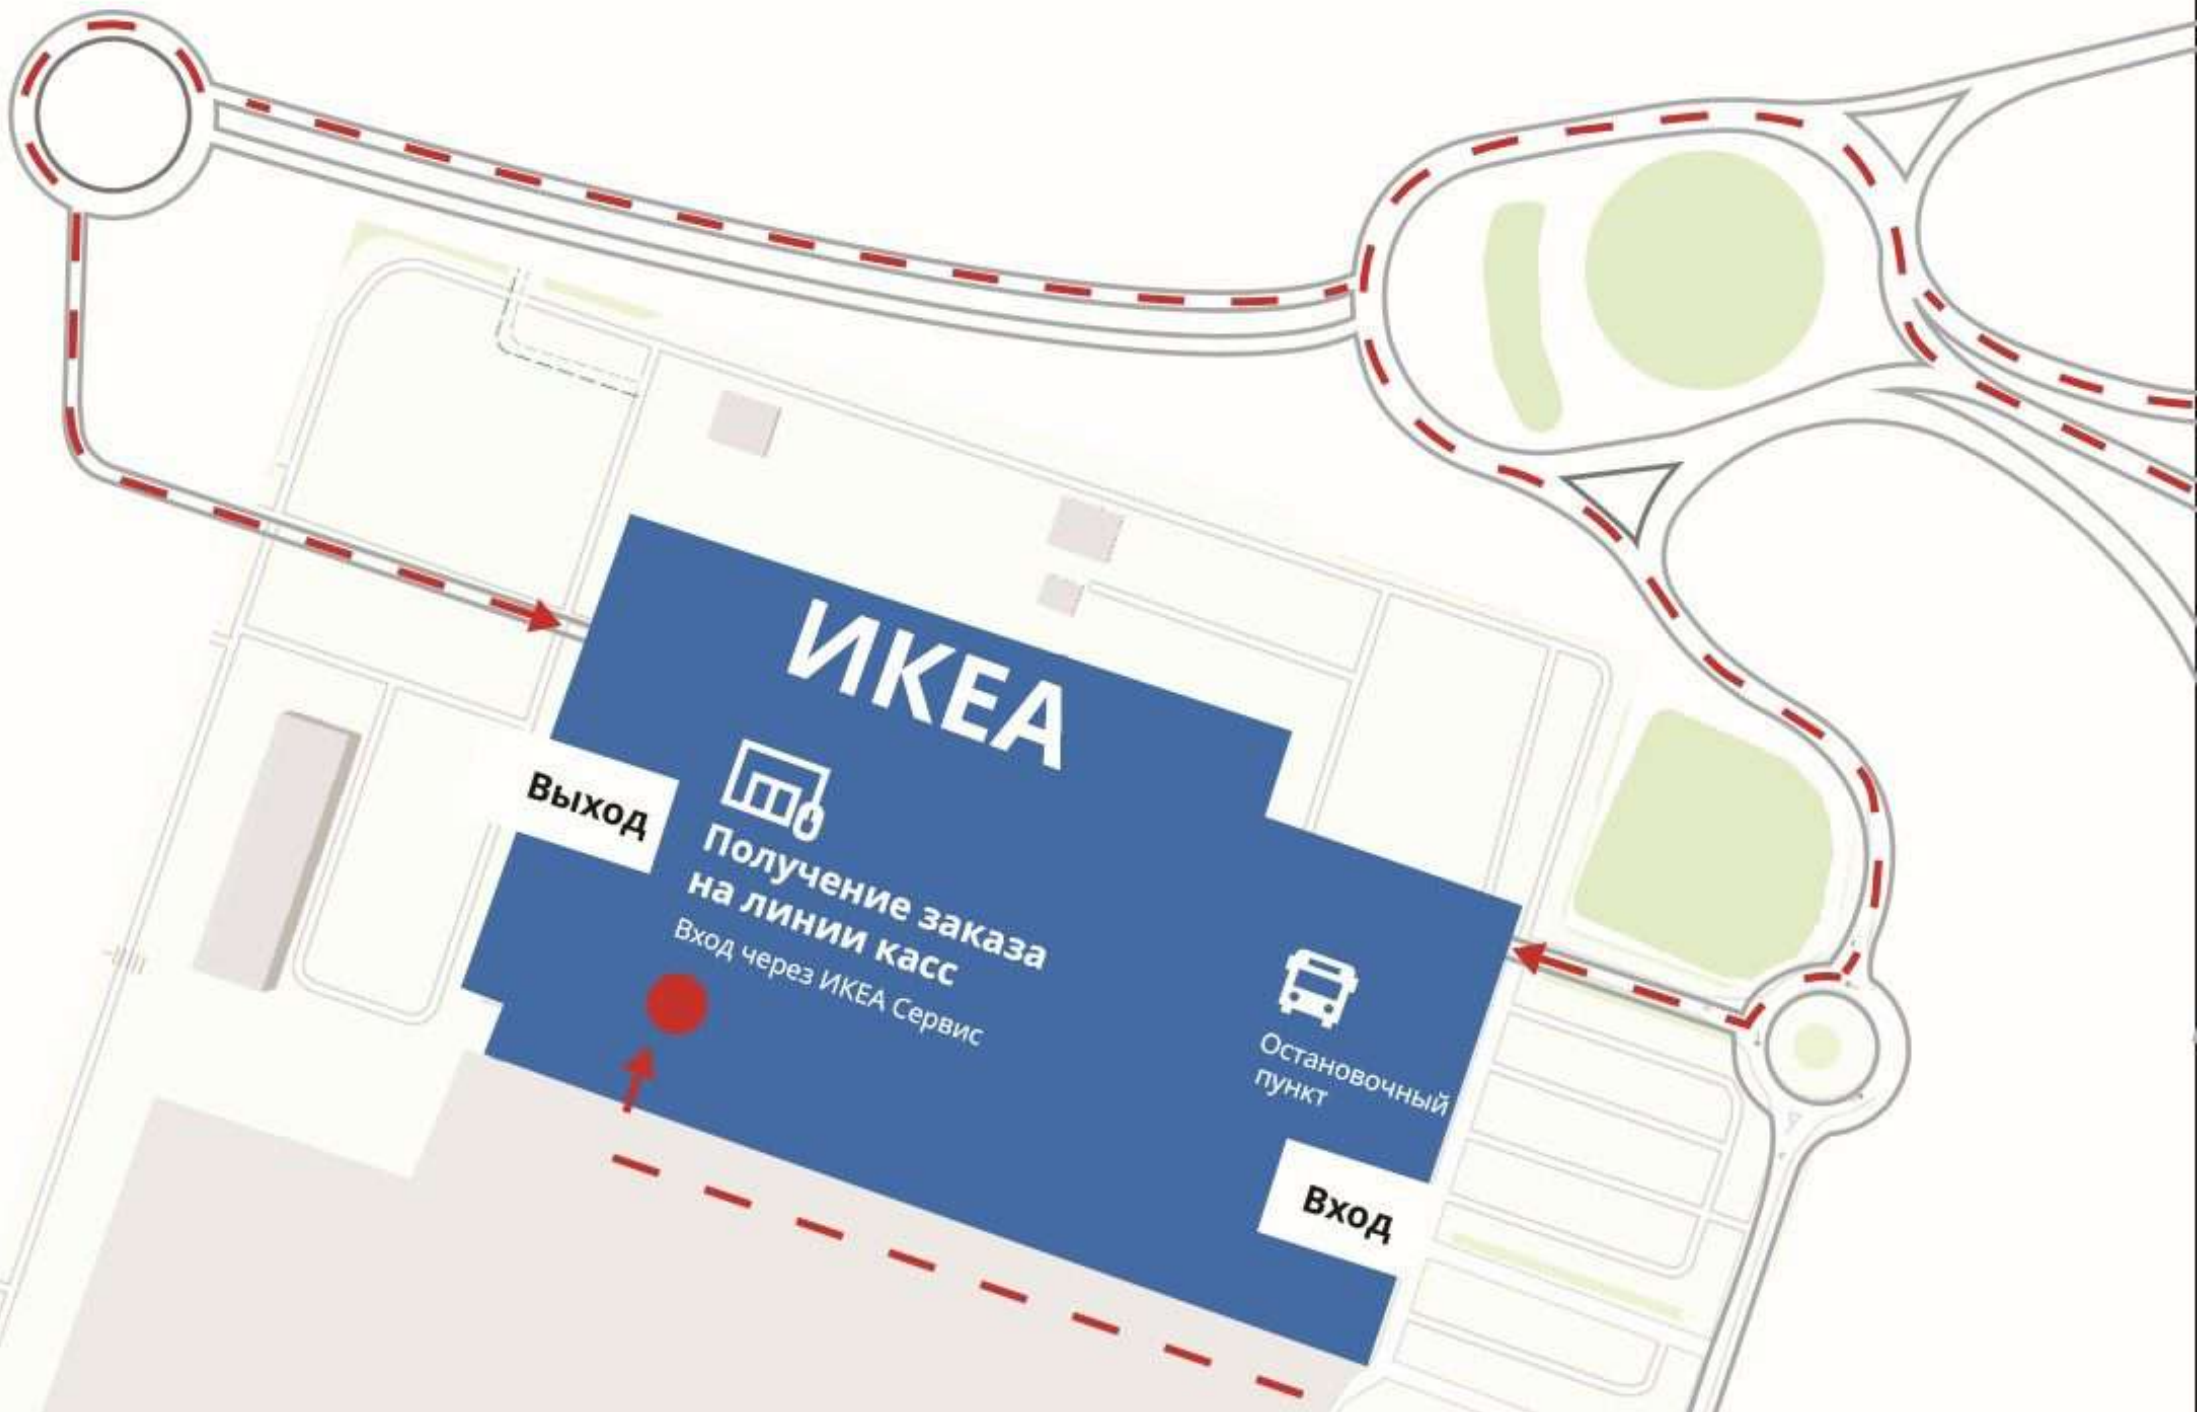 ИКЕА
Выход
Получение заказа
на линии касс
Вход через ИКЕА Сервис
Остановочный
пункт
Вход